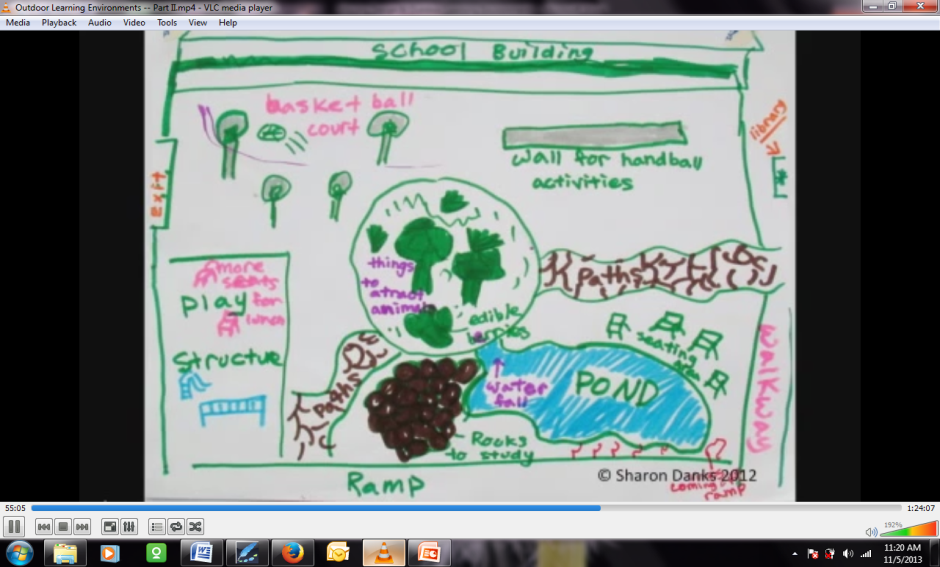 Outdoor Learning Environments -- Part II.mp4 - VLC media player
Media Playback Audio Video Tools View Help
School Building
basket ball
court
wall for handball
activities
library
Exit
more
seats
for
lunch
Play
Structue
things
to
atract
animals
edible
berries
Paths
Paths
seating
area
water
fall
POND
Walkway
Rocks
to study
Ramp
© Sharon Danks 2012
coming
ramp
55:05
1:24:07
192%
11:20 AM
11/5/2013